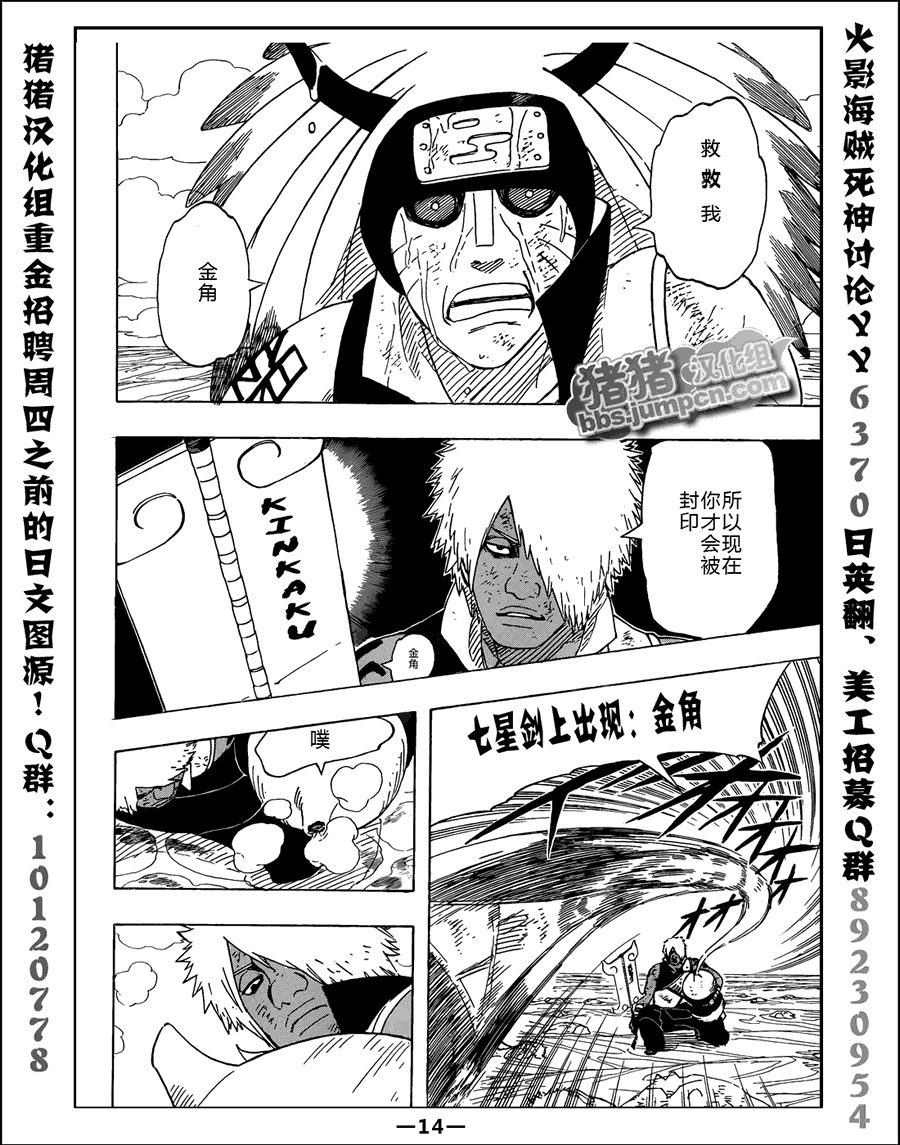 火影海贼死神讨论YY6370日英翻、美工招募Q群89230954
猪猪汉化组重金招聘周四之前的日文图源！Q群：10120778
救
救
我
金角
猪猪汉化组
bbs.jumpcn.com
所以现在
你才会被
封印
金角
KINKAKU
七星剑上出现：金角
噗
—14—